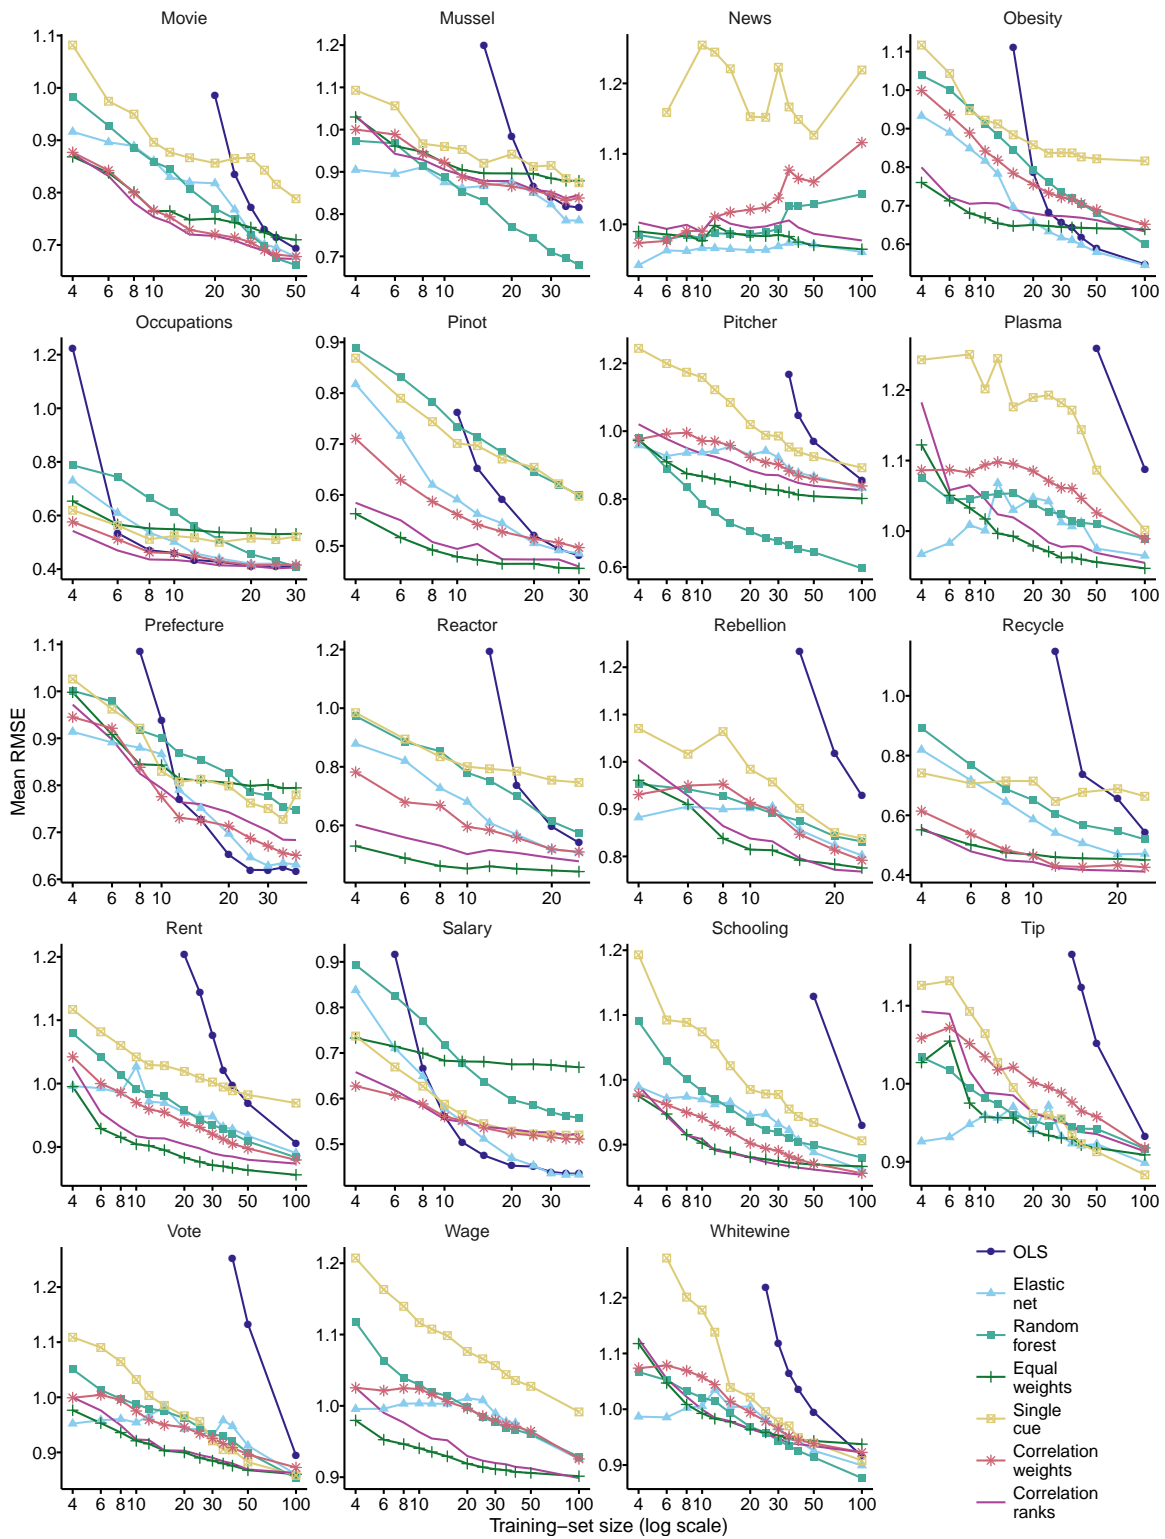 Movie Mussel News Obesity
1.1
1.0
0.9
0.8
0.7
4 6 8 10 20 30 50
1.2
1.1
1.0
0.9
0.8
0.7
4 6 8 10 20 30
1.2
1.1
1.0
4 6 8 10 20 30 50 100
1.1
1.0
0.9
0.8
0.7
0.6
4 6 8 10 20 30 50 100
Occupations Pinot Pitcher Plasma
1.2
1.0
0.8
0.6
0.4
4 6 8 10 20 30
0.9
0.8
0.7
0.6
0.5
4 6 8 10 20 30
1.2
1.0
0.8
0.6
4 6 8 10 20 30 50 100
1.2
1.1
1.0
4 6 8 10 20 30 50 100
Prefecture Reactor Rebellion Recycle
Mean RMSE
1.1
1.0
0.9
0.8
0.7
0.6
4 6 8 10 20 30
1.2
1.0
0.8
0.6
4 6 8 10 20
1.2
1.1
1.0
0.9
0.8
4 6 8 10 20
1.0
0.8
0.6
0.4
4 6 8 10 20
Rent Salary Schooling Tip
1.2
1.1
1.0
0.9
4 6 8 10 20 30 50 100
0.9
0.8
0.7
0.6
0.5
4 6 8 10 20 30
1.2
1.1
1.0
0.9
4 6 8 10 20 30 50 100
1.1
1.0
0.9
4 6 8 10 20 30 50 100
Vote Wage Whitewine
1.2
1.1
1.0
0.9
4 6 8 10 20 30 50 100
1.2
1.1
1.0
0.9
4 6 8 10 20 30 50 100
1.2
1.1
1.0
0.9
4 6 8 10 20 30 50 100
OLS
Elastic
net
Random
forest
Equal
weights
Single
cue
Correlation
weights
Correlation
ranks
Training–set size (log scale)